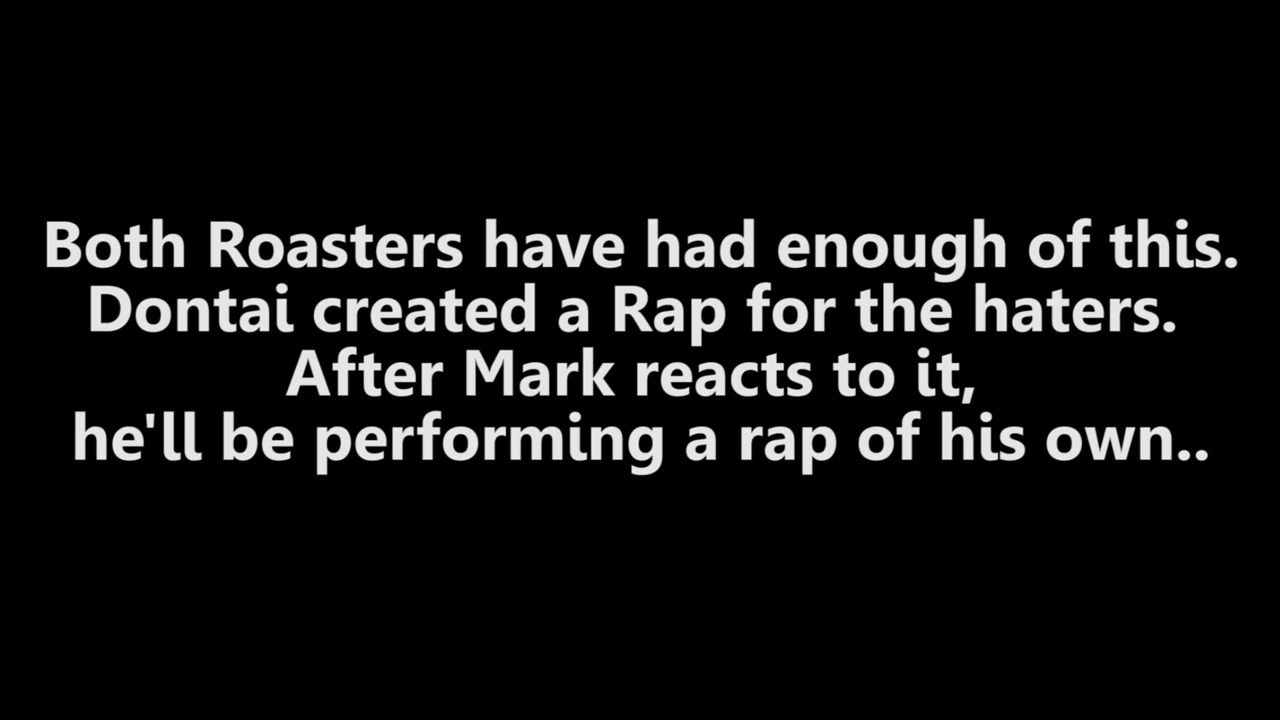 Both Roasters have had enough of this.
Dontai created a Rap for the haters.
After Mark reacts to it,
he'll be performing a rap of his own..